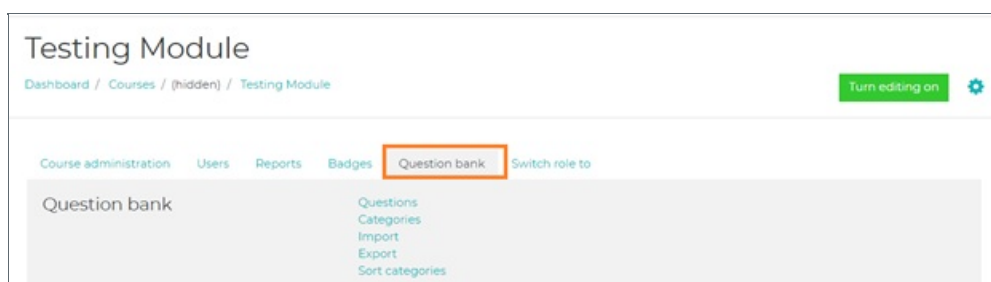 Testing Module
Dashboard / Courses / (hidden) / Testing Module
Turn editing on
Course administration Users Reports Badges Question bank Switch role to
Question bank
Questions
Categories
Import
Export
Sort categories